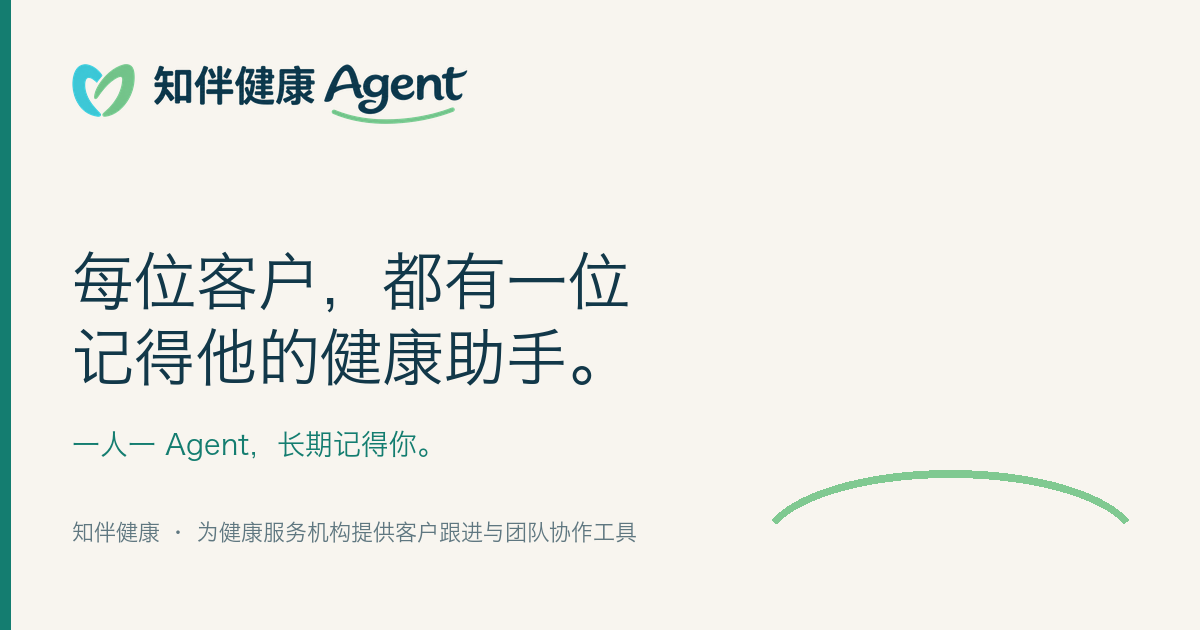 知伴健康 Agent
每位客户，都有一位
记得他的健康助手。
一人一 Agent，长期记得你。
知伴健康 · 为健康服务机构提供客户跟进与团队协作工具